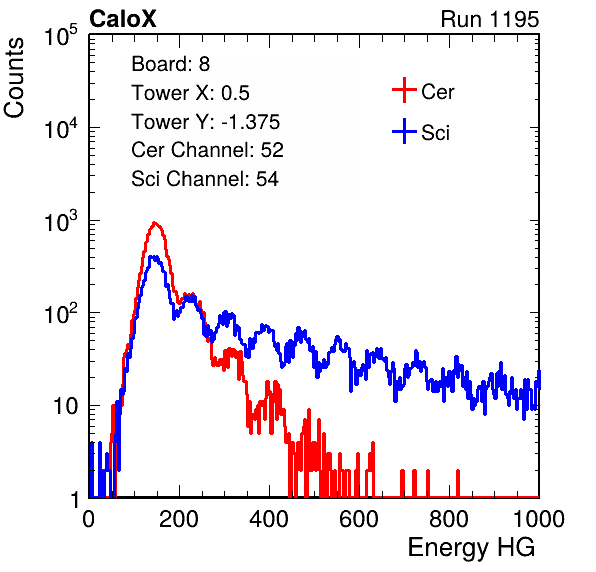 CaloX Run 1195
Counts
10^5
10^4
10^3
10^2
10
1
Board: 8
Tower X: 0.5
Tower Y: -1.375
Cer Channel: 52
Sci Channel: 54
Cer
Sci
0 200 400 600 800 1000
Energy HG